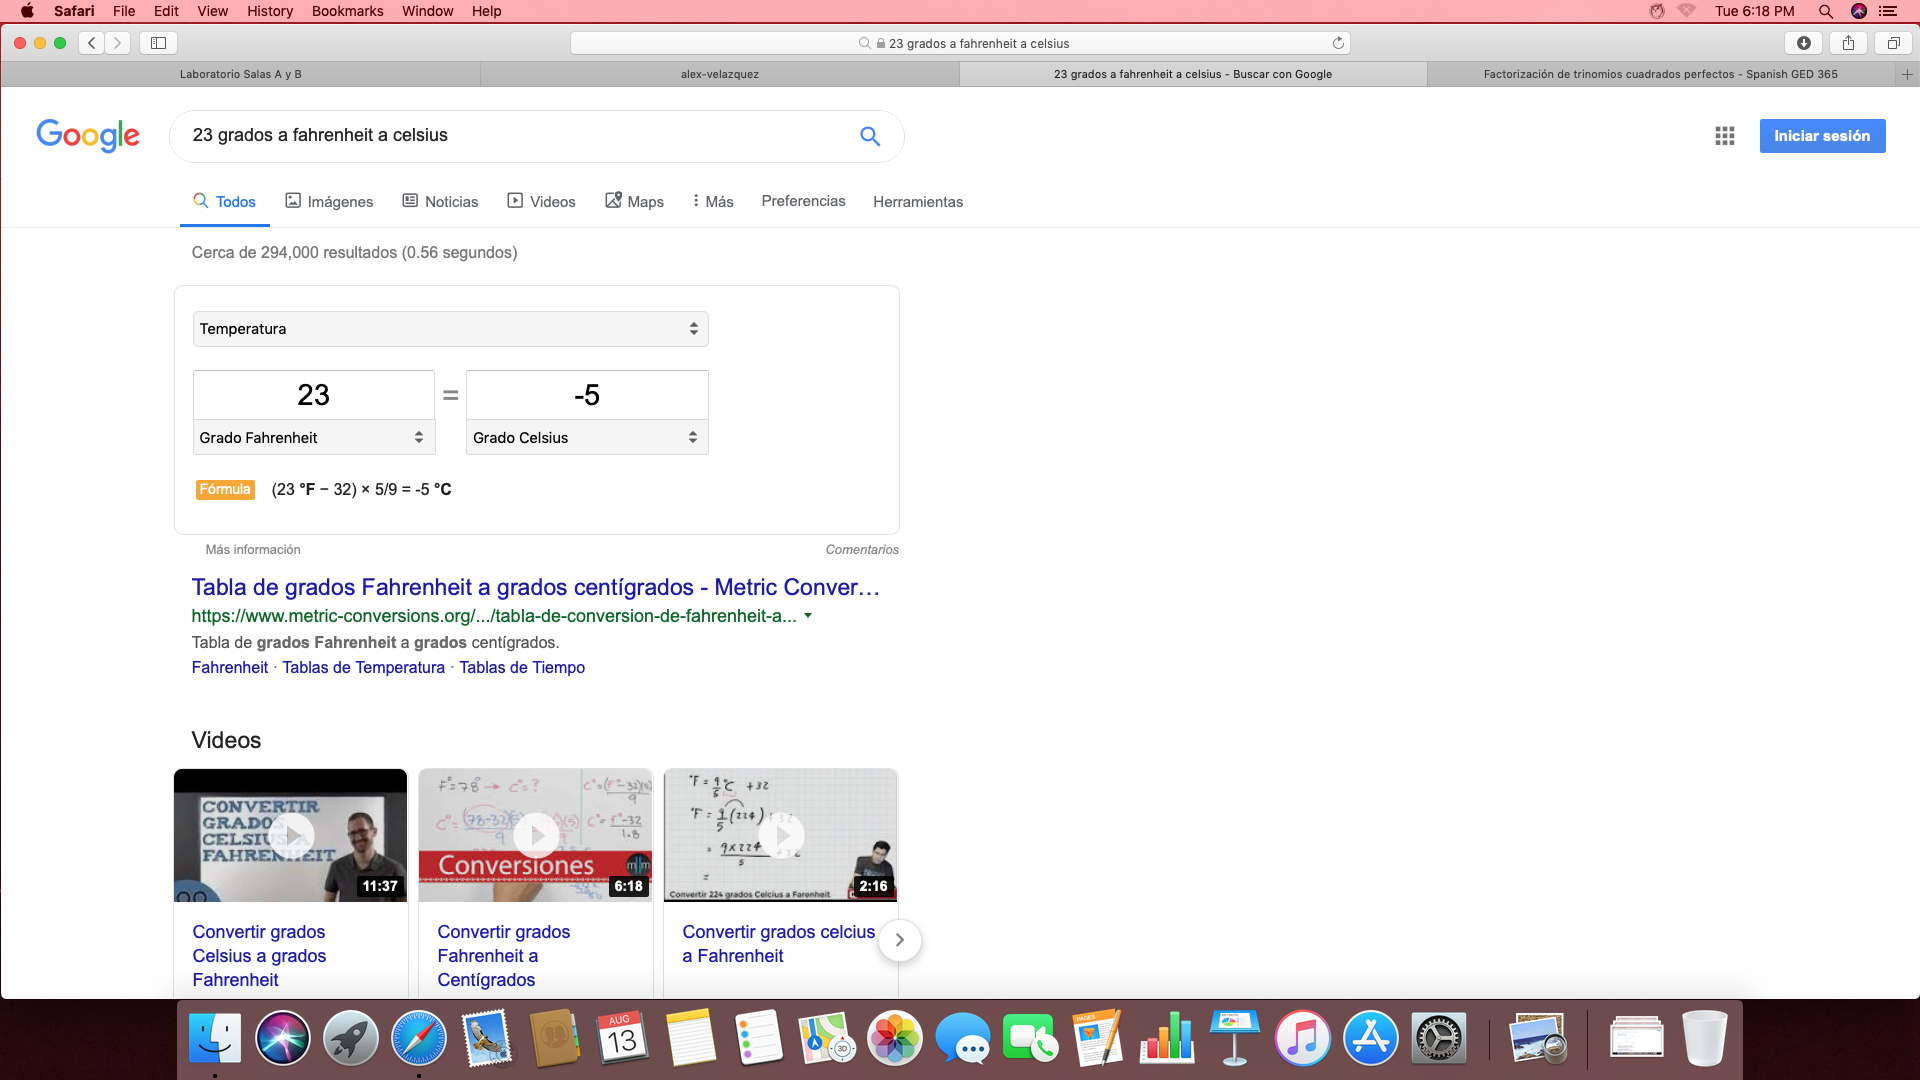 Safari File Edit View History Bookmarks Window Help Tue 6:18 PM
23 grados a fahrenheit a celsius
Laboratorio Salas A y B alex-velazquez 23 grados a fahrenheit a celsius - Buscar con Google Factorización de trinomios cuadrados perfectos - Spanish GED 365
Google 23 grados a fahrenheit a celsius Iniciar sesión
Todos Imágenes Noticias Videos Maps Más Preferencias Herramientas
Cerca de 294,000 resultados (0.56 segundos)
Temperatura
23 = -5
Grado Fahrenheit Grado Celsius
Fórmula (23 °F − 32) × 5/9 = -5 °C
Más información Comentarios
Tabla de grados Fahrenheit a grados centígrados - Metric Conver…
https://www.metric-conversions.org/.../tabla-de-conversion-de-fahrenheit-a...
Tabla de grados Fahrenheit a grados centígrados.
Fahrenheit · Tablas de Temperatura · Tablas de Tiempo
Videos
CONVERTIR
GRADOS
CELSIUS A
FAHRENHEIT
11:37
F°=78° → C°=?
Conversiones
6:18
°F = 9/5 °C +32
Convertir 224 grados Celcius a Farenheit
2:16
Convertir grados
Celsius a grados
Fahrenheit
Convertir grados
Fahrenheit a
Centígrados
Convertir grados celcius
a Fahrenheit
AUG
13
PAGES
3D